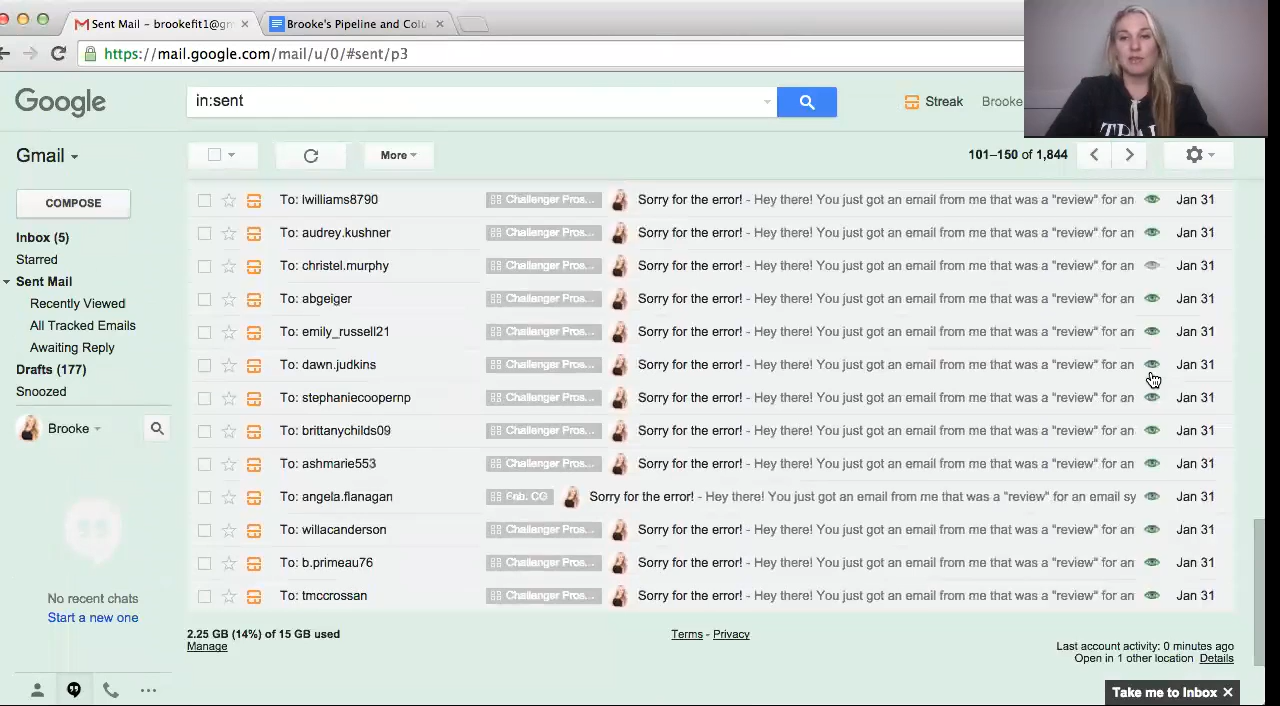 Sent Mail – brookefit1@gm
Brooke's Pipeline and Colu
https://mail.google.com/mail/u/0/#sent/p3
Google
in:sent
Streak
Brooke
Gmail
More
101–150 of 1,844
COMPOSE
Inbox (5)
Starred
Sent Mail
Recently Viewed
All Tracked Emails
Awaiting Reply
Drafts (177)
Snoozed
Brooke
No recent chats
Start a new one
To: lwilliams8790 Challenger Pros... Sorry for the error! - Hey there! You just got an email from me that was a "review" for an Jan 31
To: audrey.kushner Challenger Pros... Sorry for the error! - Hey there! You just got an email from me that was a "review" for an Jan 31
To: christel.murphy Challenger Pros... Sorry for the error! - Hey there! You just got an email from me that was a "review" for an Jan 31
To: abgeiger Challenger Pros... Sorry for the error! - Hey there! You just got an email from me that was a "review" for an Jan 31
To: emily_russell21 Challenger Pros... Sorry for the error! - Hey there! You just got an email from me that was a "review" for an Jan 31
To: dawn.judkins Challenger Pros... Sorry for the error! - Hey there! You just got an email from me that was a "review" for an Jan 31
To: stephaniecoopernp Challenger Pros... Sorry for the error! - Hey there! You just got an email from me that was a "review" for an Jan 31
To: brittanychilds09 Challenger Pros... Sorry for the error! - Hey there! You just got an email from me that was a "review" for an Jan 31
To: ashmarie553 Challenger Pros... Sorry for the error! - Hey there! You just got an email from me that was a "review" for an Jan 31
To: angela.flanagan Feb. CG Sorry for the error! - Hey there! You just got an email from me that was a "review" for an email sy Jan 31
To: willacanderson Challenger Pros... Sorry for the error! - Hey there! You just got an email from me that was a "review" for an Jan 31
To: b.primeau76 Challenger Pros... Sorry for the error! - Hey there! You just got an email from me that was a "review" for an Jan 31
To: tmccrossan Challenger Pros... Sorry for the error! - Hey there! You just got an email from me that was a "review" for an Jan 31
2.25 GB (14%) of 15 GB used
Manage
Terms - Privacy
Last account activity: 0 minutes ago
Open in 1 other location Details
Take me to Inbox ✕